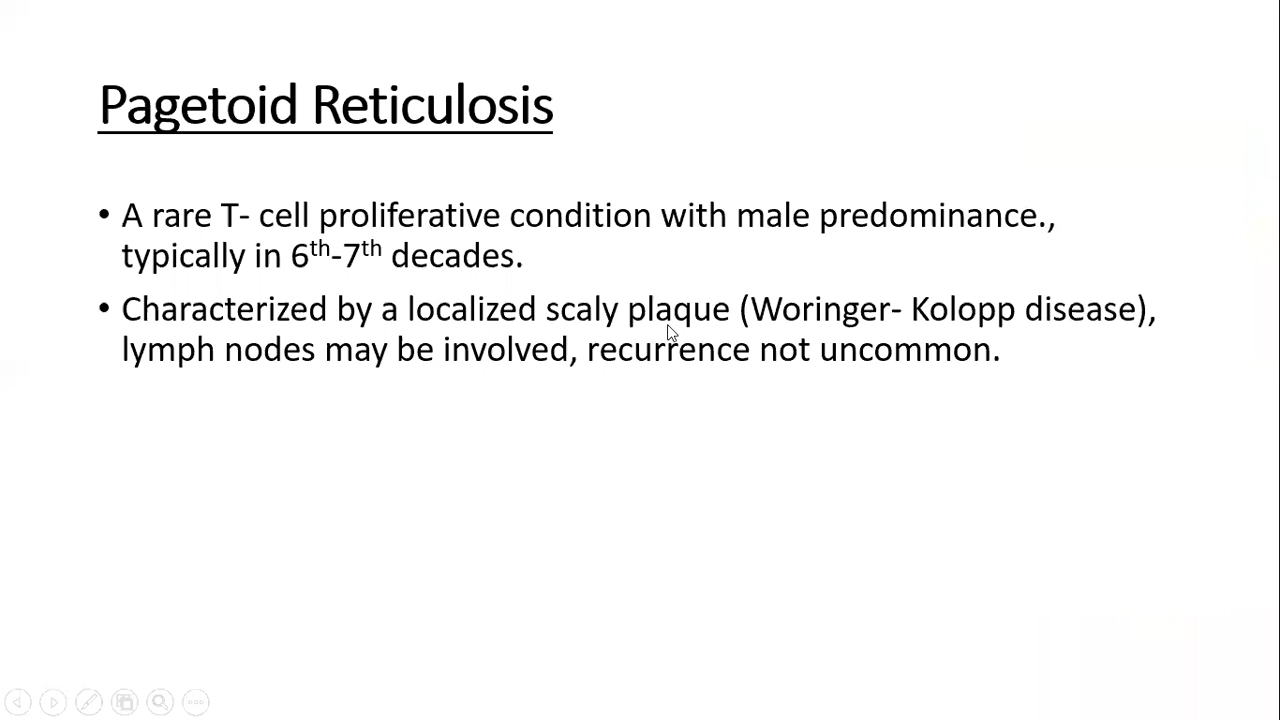 Pagetoid Reticulosis
• A rare T- cell proliferative condition with male predominance.,
typically in 6th-7th decades.
• Characterized by a localized scaly plaque (Woringer- Kolopp disease),
lymph nodes may be involved, recurrence not uncommon.